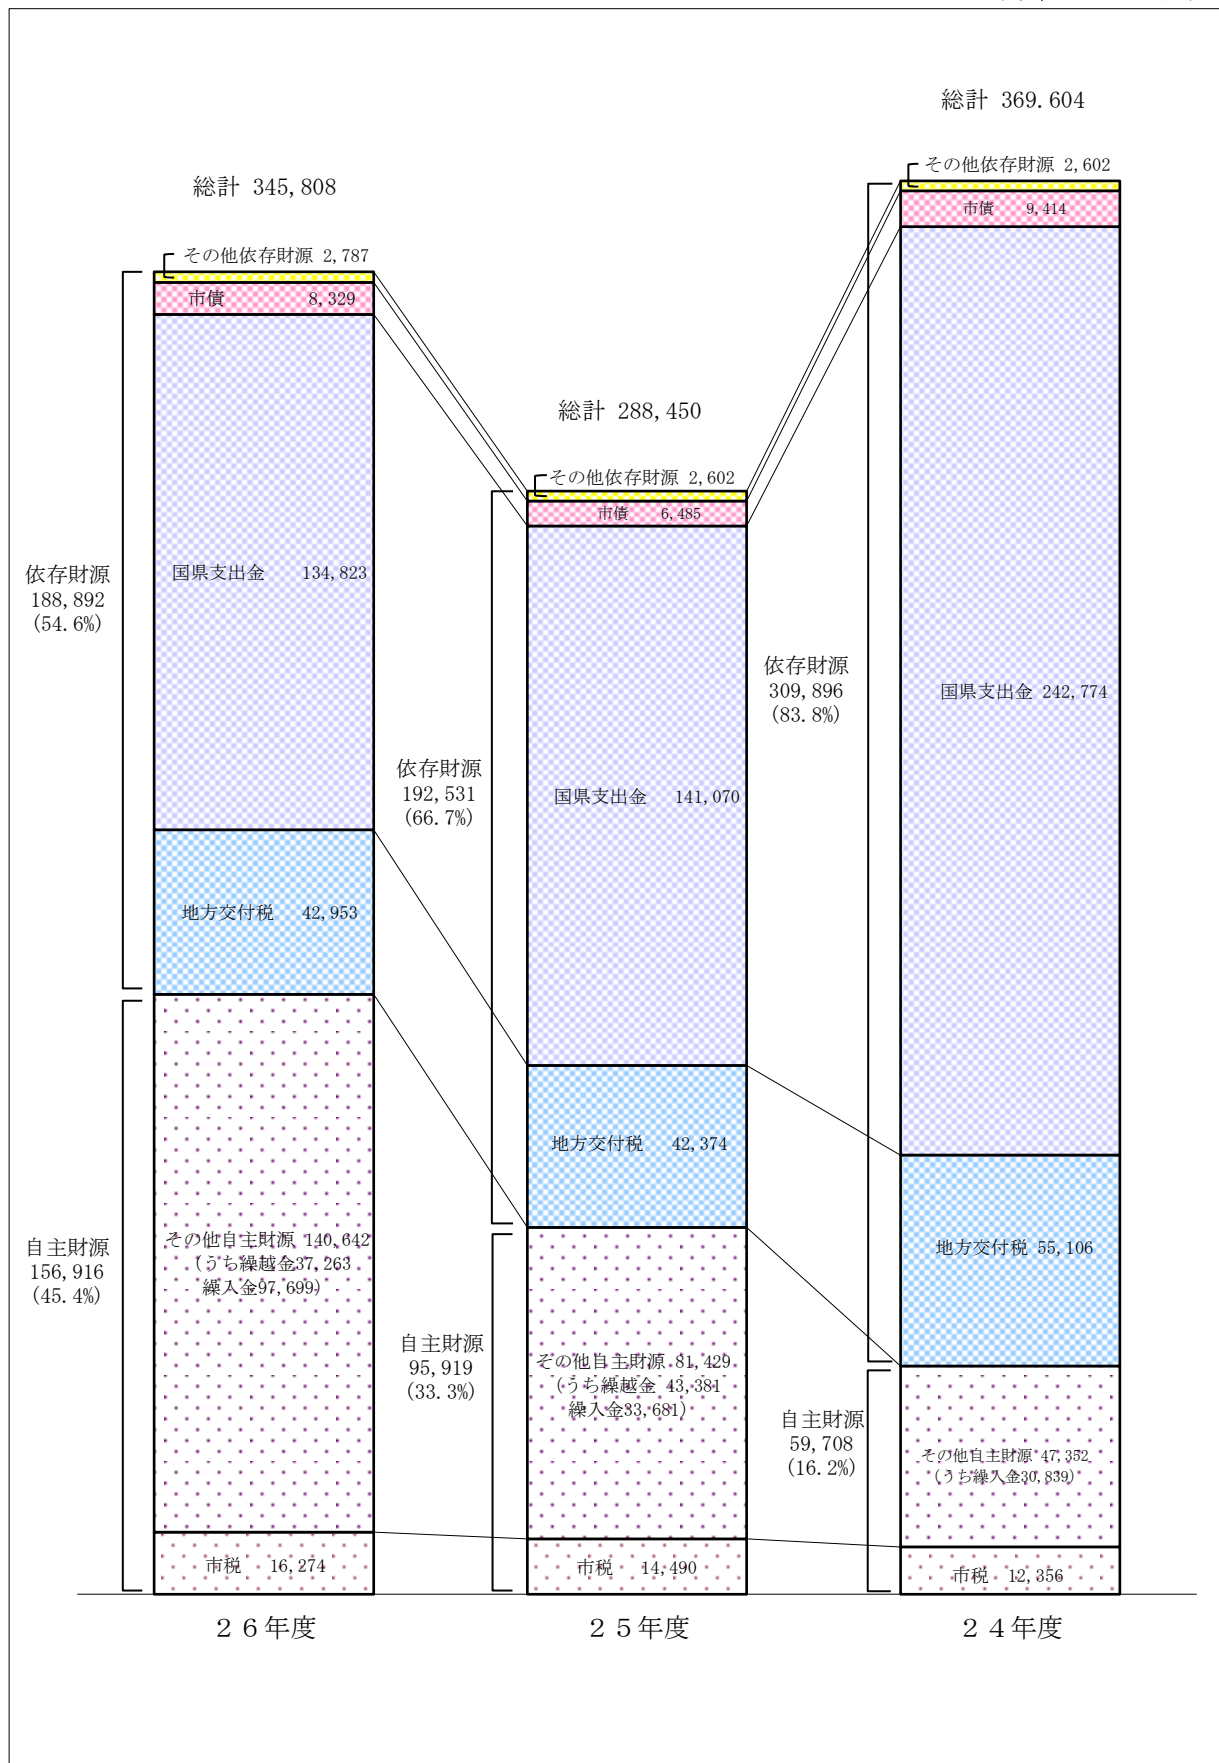 総計 369.604
その他依存財源 2,602
市債 9,414
総計 345,808
その他依存財源 2,787
市債 8,329
総計 288,450
その他依存財源 2,602
市債 6,485
依存財源
188,892
(54.6%)
国県支出金 134,823
依存財源
309,896
(83.8%)
国県支出金 242,774
依存財源
192,531
(66.7%)
国県支出金 141,070
地方交付税 42,953
地方交付税 42,374
地方交付税 55,106
自主財源
156,916
(45.4%)
その他自主財源 140,642
(うち繰越金37,263
繰入金97,699)
自主財源
95,919
(33.3%)
その他自主財源 81,429
(うち繰越金 43,381
繰入金33,681)
自主財源
59,708
(16.2%)
その他自主財源 47,352
(うち繰入金30,839)
市税 16,274
市税 14,490
市税 12,356
２６年度
２５年度
２４年度